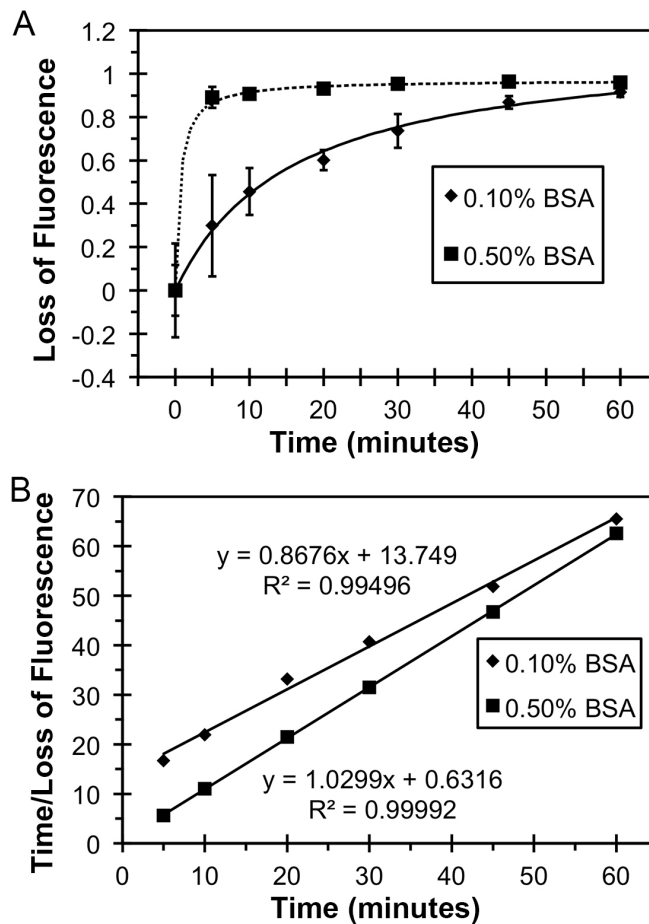 A
Loss of Fluorescence
1.2
1
0.8
0.6
0.4
0.2
0
-0.2
-0.4
0.10% BSA
0.50% BSA
0 10 20 30 40 50 60
Time (minutes)
B
Time/Loss of Fluorescence
70
60
50
40
30
20
10
0
y = 0.8676x + 13.749
R² = 0.99496
0.10% BSA
0.50% BSA
y = 1.0299x + 0.6316
R² = 0.99992
0 10 20 30 40 50 60
Time (minutes)